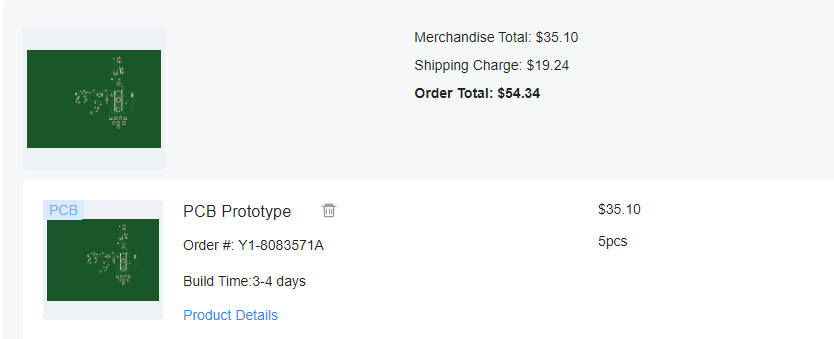 Merchandise Total: $35.10
Shipping Charge: $19.24
Order Total: $54.34
PCB
PCB Prototype
$35.10
Order #: Y1-8083571A
5pcs
Build Time:3-4 days
Product Details